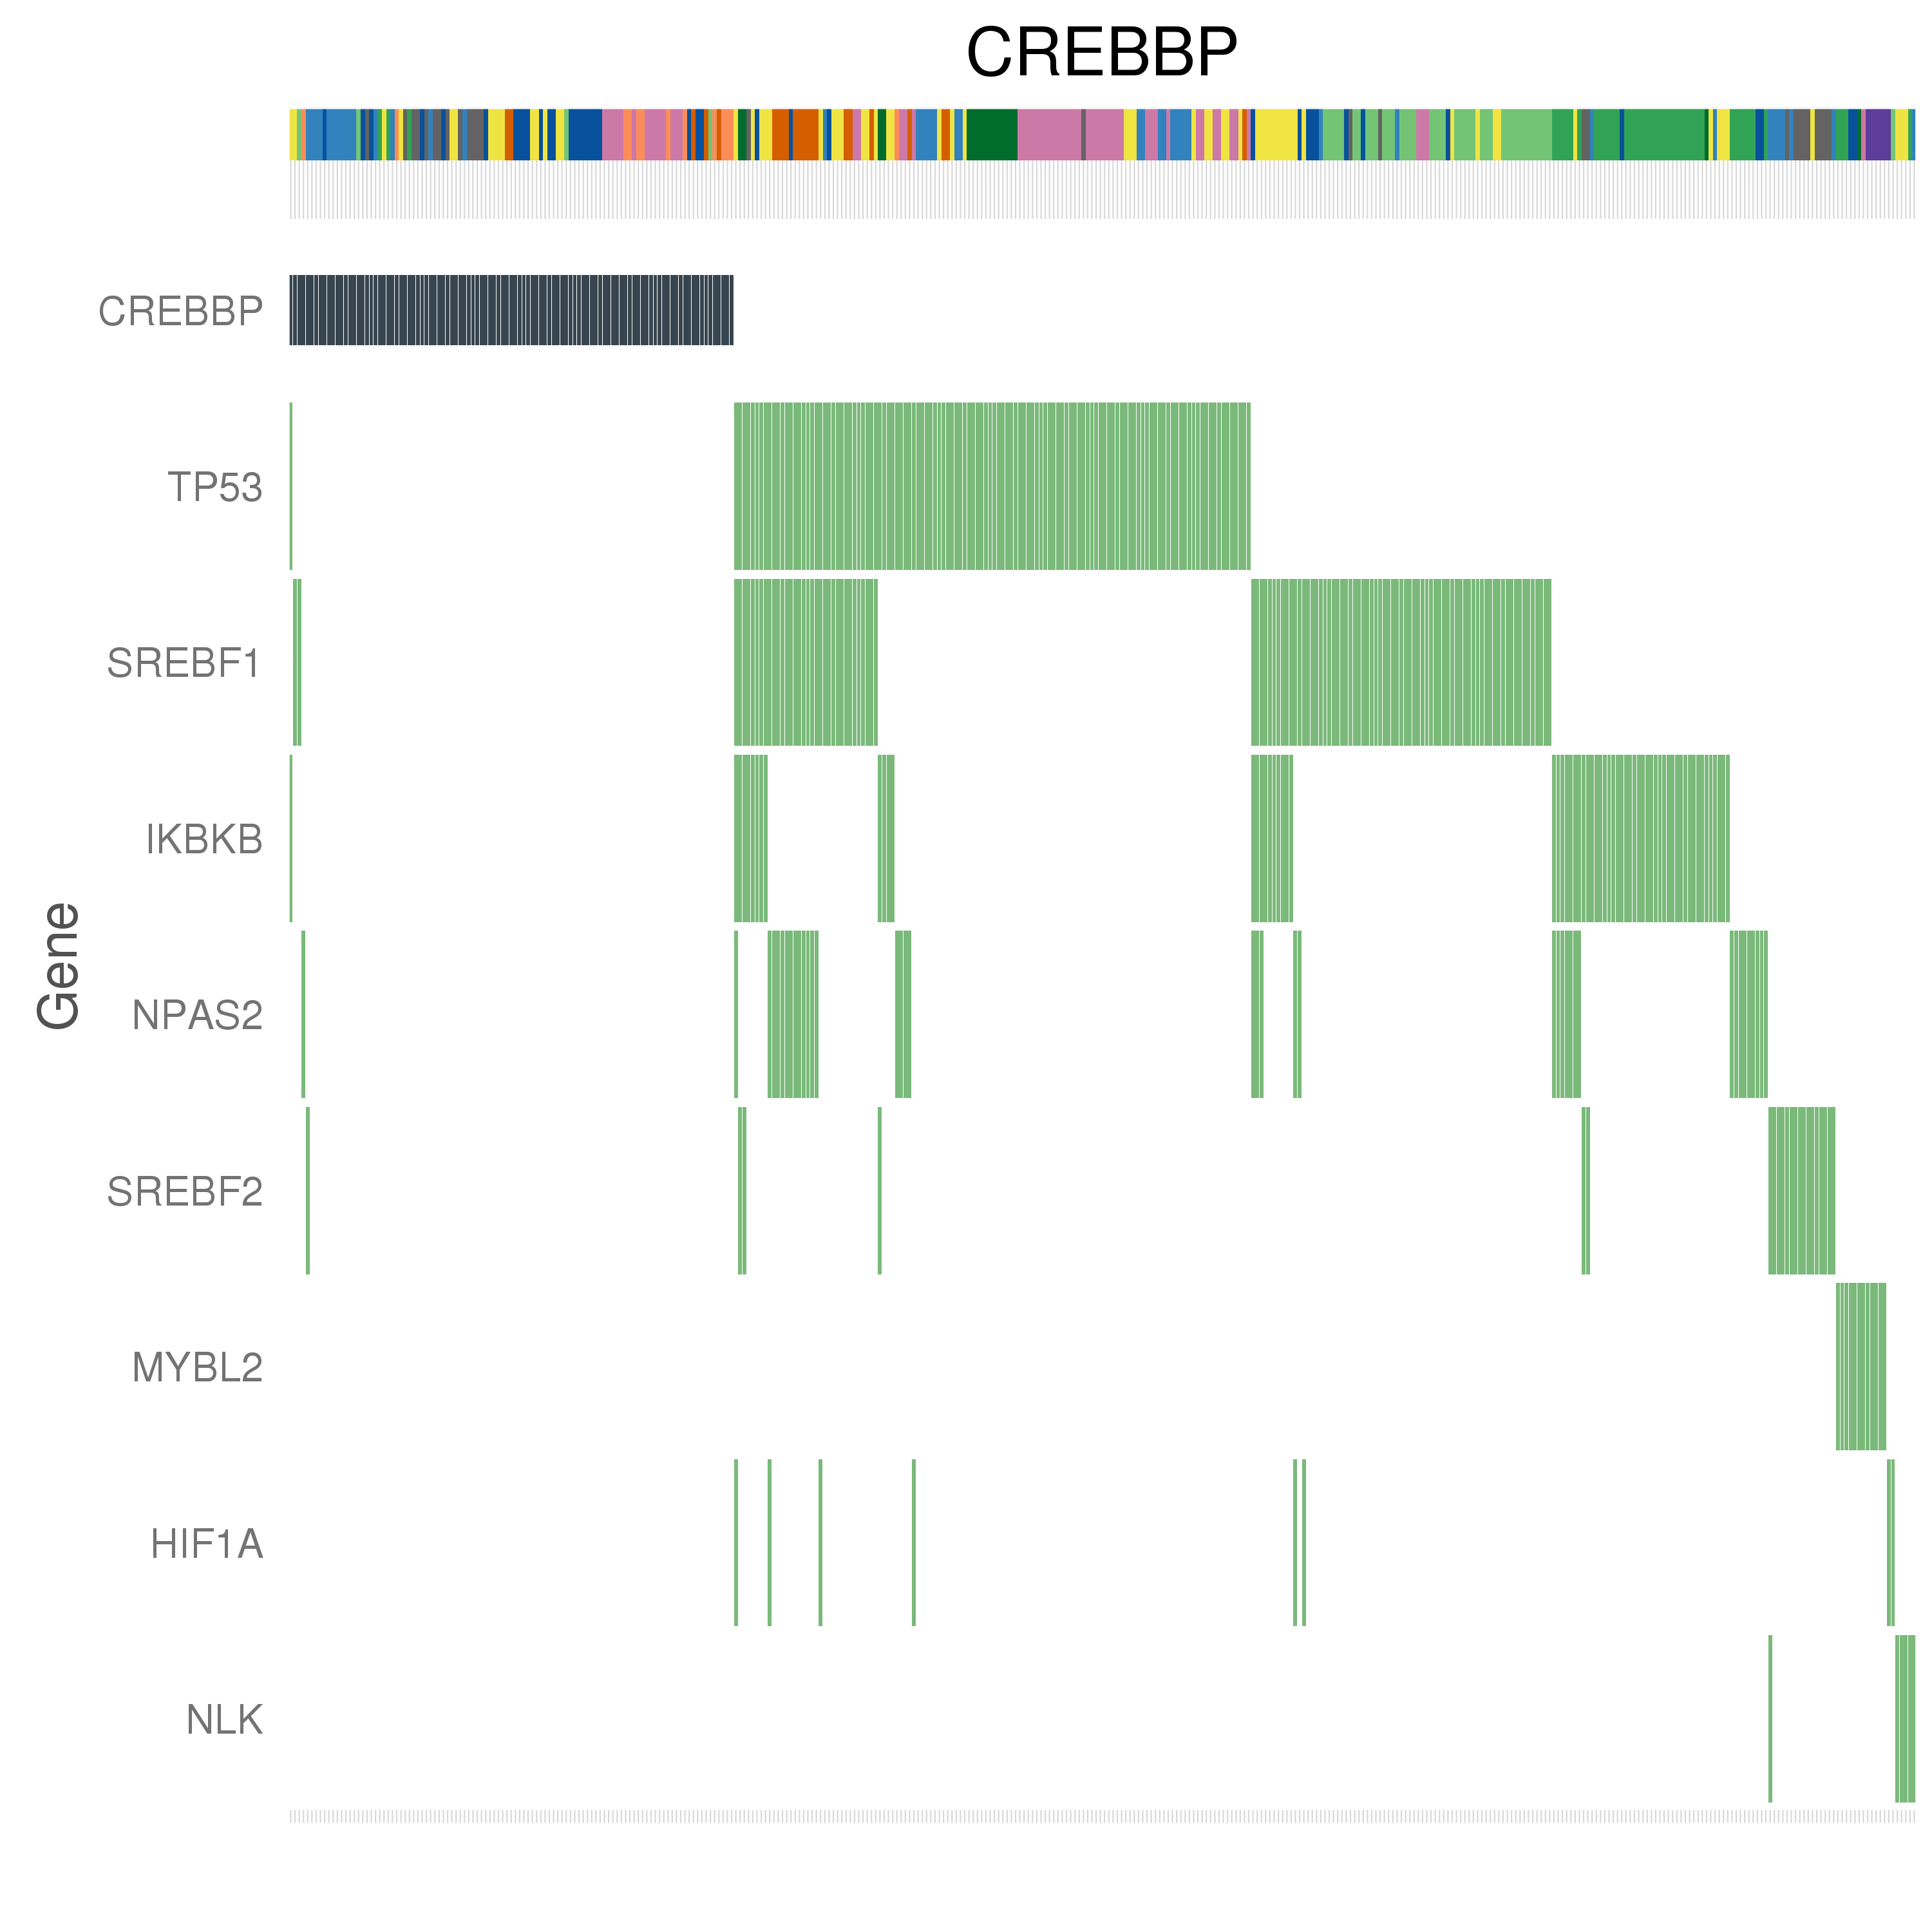 CREBBP
CREBBP
TP53
SREBF1
IKBKB
Gene
NPAS2
SREBF2
MYBL2
HIF1A
NLK